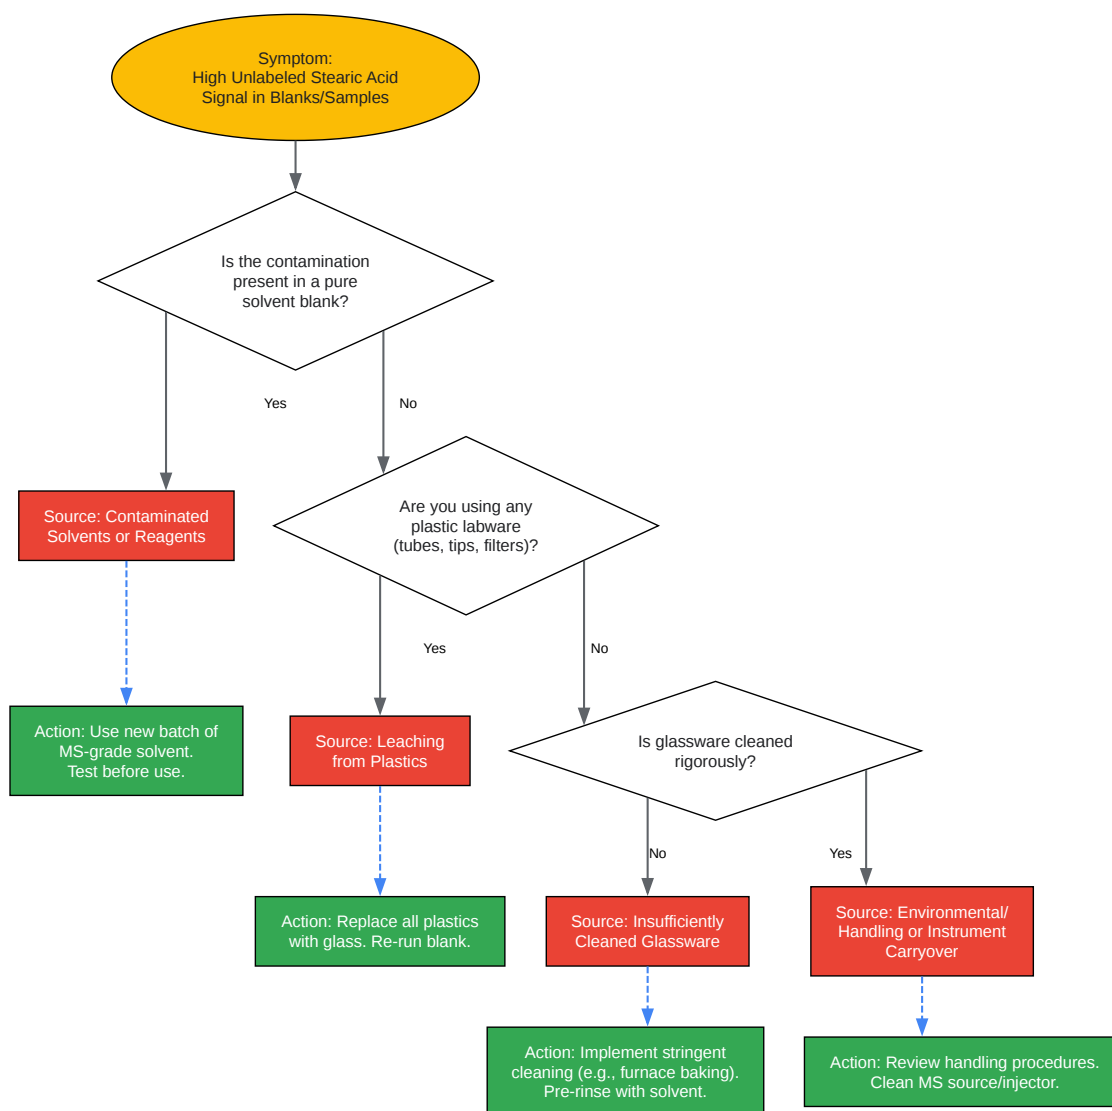 Symptom:
High Unlabeled Stearic Acid
Signal in Blanks/Samples
Is the contamination
present in a pure
solvent blank?
Yes
No
Source: Contaminated
Solvents or Reagents
Are you using any
plastic labware
(tubes, tips, filters)?
Yes
No
Action: Use new batch of
MS-grade solvent.
Test before use.
Source: Leaching
from Plastics
Is glassware cleaned
rigorously?
No
Yes
Action: Replace all plastics
with glass. Re-run blank.
Source: Insufficiently
Cleaned Glassware
Source: Environmental/
Handling or Instrument
Carryover
Action: Implement stringent
cleaning (e.g., furnace baking).
Pre-rinse with solvent.
Action: Review handling procedures.
Clean MS source/injector.